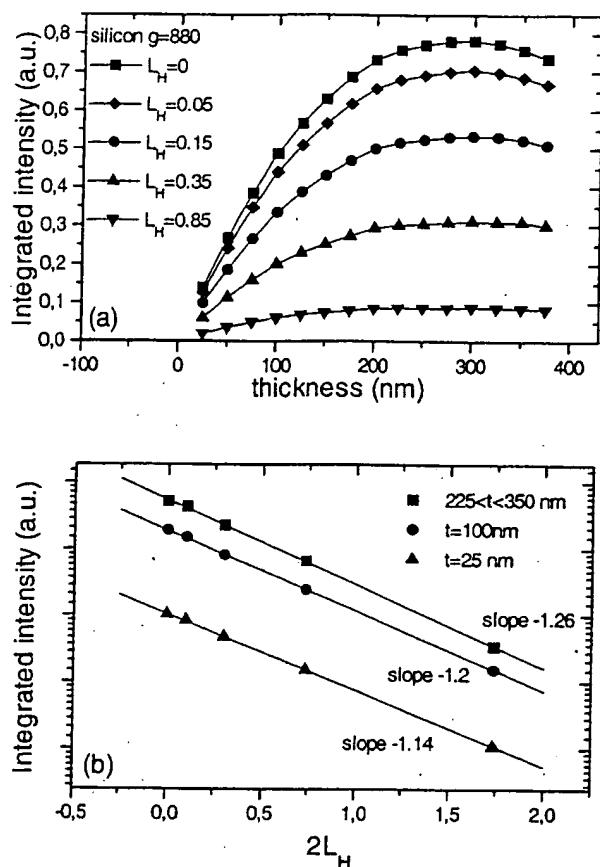 0,8
0,7
0,6
0,5
0,4
0,3
0,2
0,1
0,0
Integrated intensity (a.u.)
silicon g=880
L_H=0
L_H=0.05
L_H=0.15
L_H=0.35
L_H=0.85
(a)
-100 0 100 200 300 400
thickness (nm)
Integrated intensity (a.u.)
225<t<350 nm
t=100nm
t=25 nm
slope -1.26
slope -1.2
slope -1.14
(b)
-0,5 0,0 0,5 1,0 1,5 2,0
2L_H